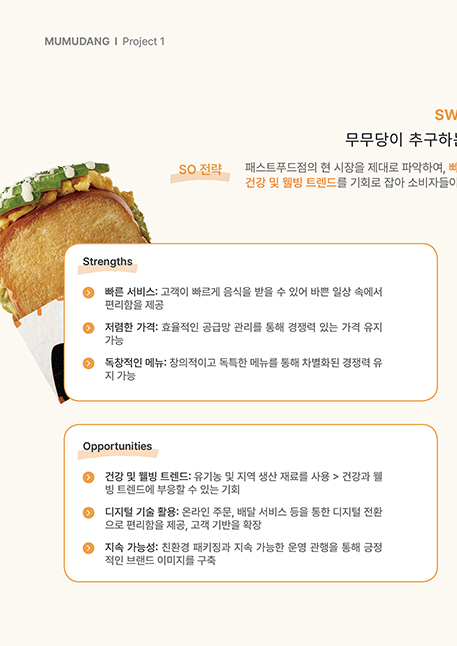 MUMUDANG I Project 1
SW
무무당이 추구하는
SO 전략
패스트푸드점의 현 시장을 제대로 파악하여,
건강 및 웰빙 트렌드를 기회로 잡아 소비자들이
Strengths
빠른 서비스: 고객이 빠르게 음식을 받을 수 있어 바쁜 일상 속에서
편리함을 제공
저렴한 가격: 효율적인 공급망 관리를 통해 경쟁력 있는 가격 유지
가능
독창적인 메뉴: 창의적이고 독특한 메뉴를 통해 차별화된 경쟁력 유
지 가능
Opportunities
건강 및 웰빙 트렌드: 유기농 및 지역 생산 재료를 사용 > 건강과 웰
빙 트렌드에 부응할 수 있는 기회
디지털 기술 활용: 온라인 주문, 배달 서비스 등을 통한 디지털 전환
으로 편리함을 제공, 고객 기반을 확장
지속 가능성: 친환경 패키징과 지속 가능한 운영 관행을 통해 긍정
적인 브랜드 이미지를 구축